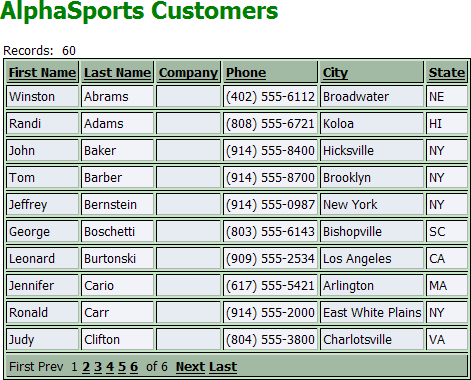 AlphaSports Customers
Records: 60
First Name Last Name Company Phone City State
Winston Abrams (402) 555-6112 Broadwater NE
Randi Adams (808) 555-6721 Koloa HI
John Baker (914) 555-8400 Hicksville NY
Tom Barber (914) 555-8700 Brooklyn NY
Jeffrey Bernstein (914) 555-0987 New York NY
George Boschetti (803) 555-6143 Bishopville SC
Leonard Burtonski (909) 555-2534 Los Angeles CA
Jennifer Cario (617) 555-5421 Arlington MA
Ronald Carr (914) 555-2000 East White Plains NY
Judy Clifton (804) 555-3800 Charlotsville VA
First Prev 1 2 3 4 5 6 of 6 Next Last